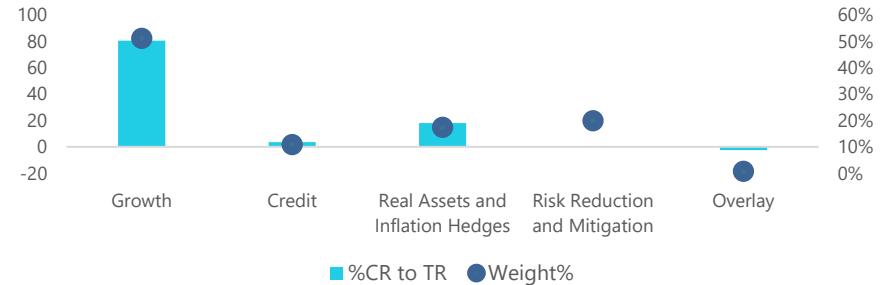 100
80
60
40
20
0
-20
60%
50%
40%
30%
20%
10%
0%
Growth
Credit
Real Assets and
Inflation Hedges
Risk Reduction
and Mitigation
Overlay
%CR to TR
Weight%